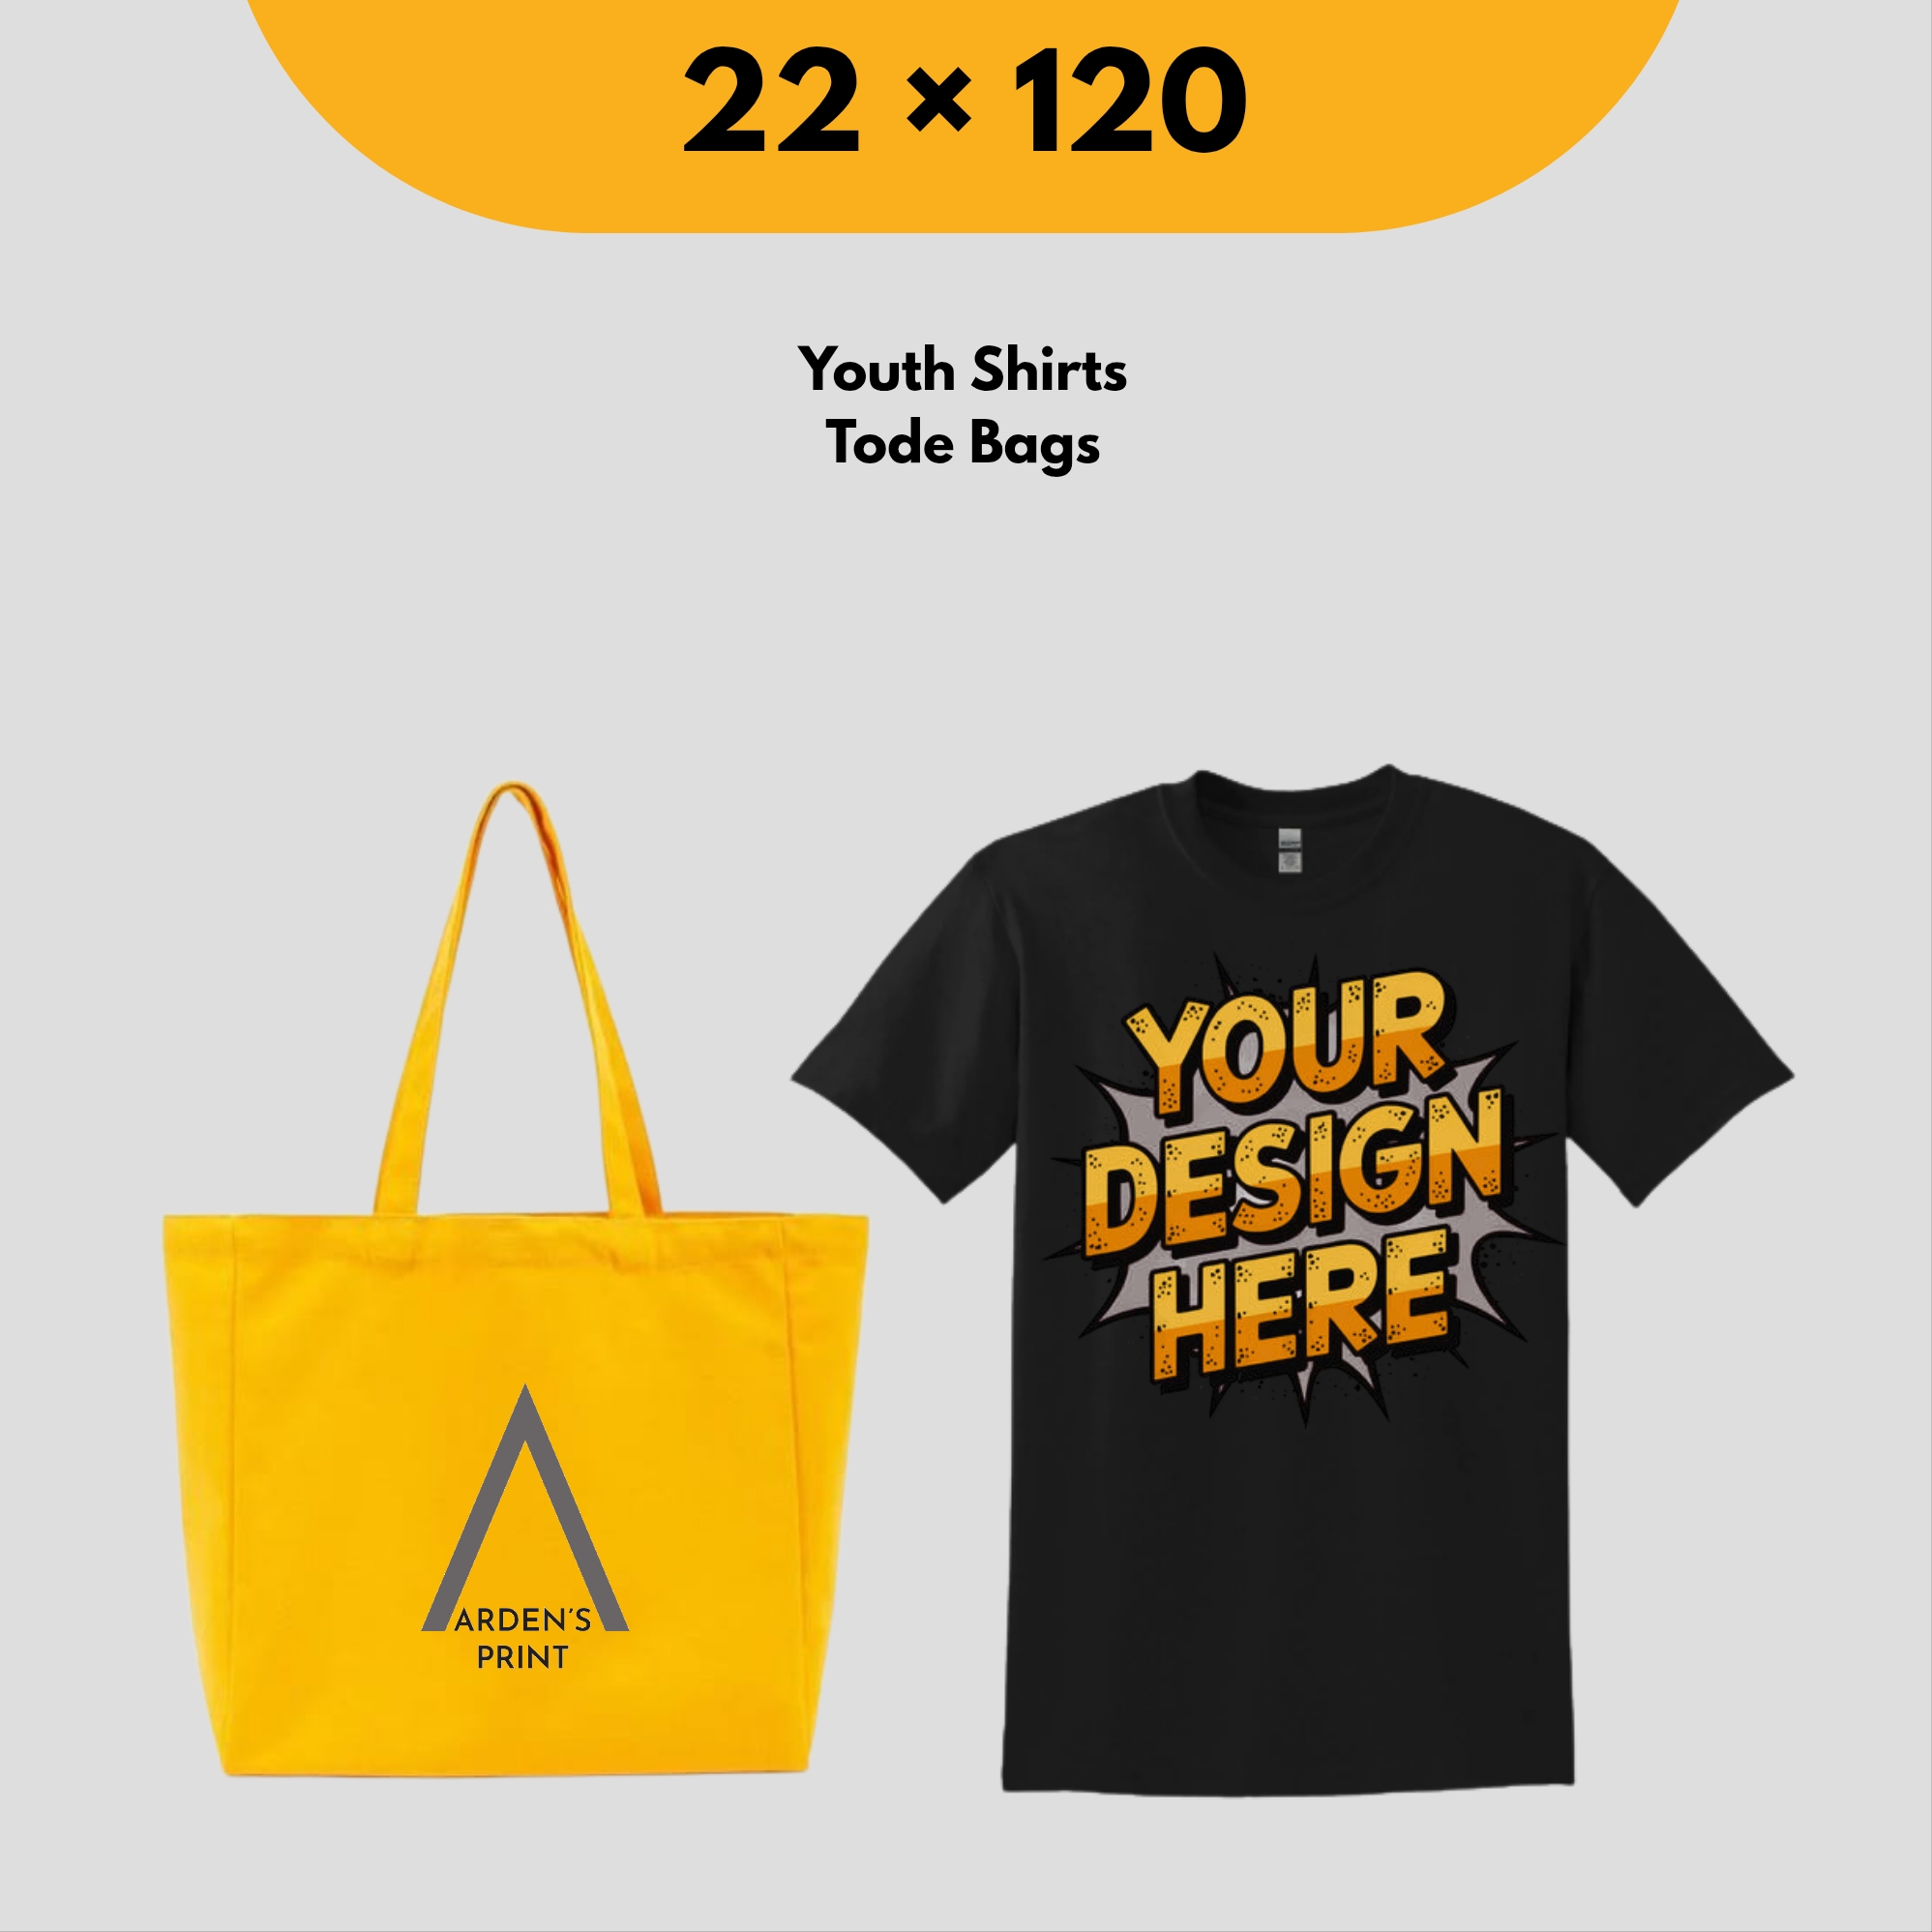 22 × 120
Youth Shirts
Tode Bags
YOUR
DESIGN
HERE
ARDEN'S
PRINT